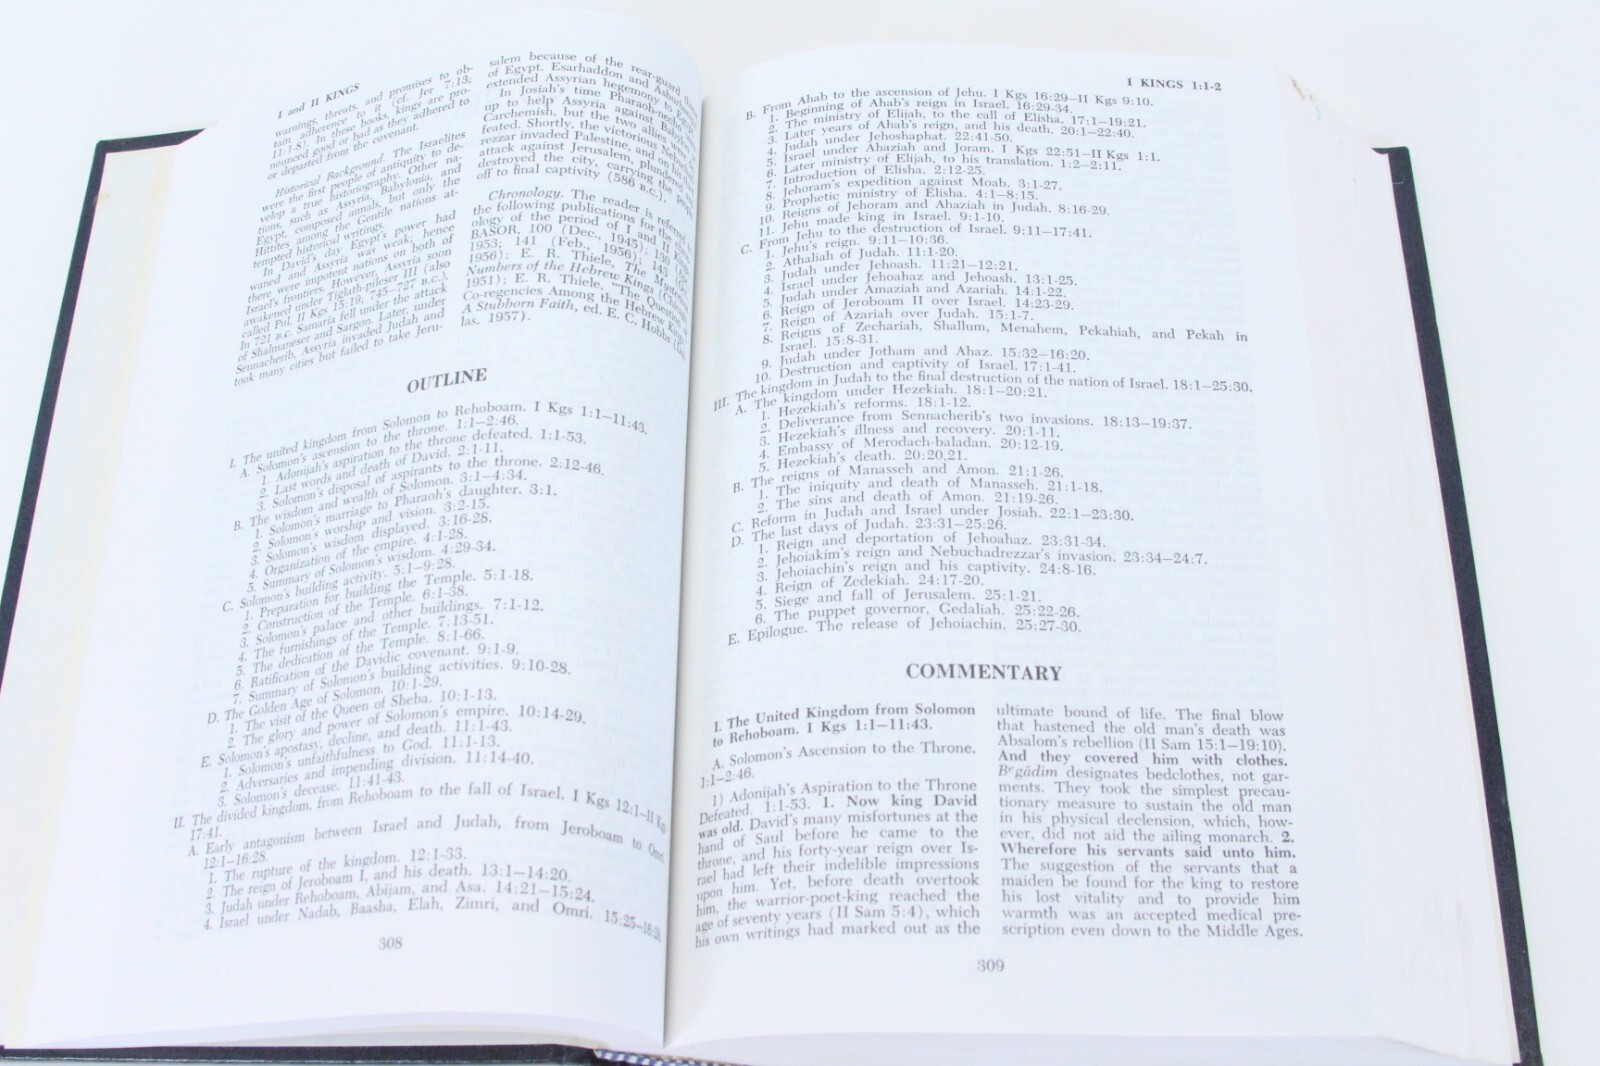 I and II KINGS
warnings, threats, and promises to ob-
tain adherence to it (cf. Jer 7:13;
11:1-8). In these books, kings are pro-
nounced good or bad as they adhered to
or departed from the covenant.
Historical Background. The Israelites
were the first people of antiquity to de-
velop a true historiography. Other na-
tions, such as Assyria, Babylonia, and
Egypt, composed annals, but only the
Hittites among the Gentile nations at-
tempted historical writings.
In David's day, Egypt's power had
waned and Assyria was weak; hence
there were impotent nations on both of
Israel's frontiers. However, Assyria soon
awakened under Tiglath-pileser III (also
called Pul, II Kgs 15:19; 745–727 B.C.).
In 721 B.C. Samaria fell under the attack
of Shalmaneser and Sargon. Later, under
Sennacherib, Assyria invaded Judah and
took many cities but failed to take Jeru-
salem because of the rear-guard
of Egypt. Esarhaddon and
extended Assyrian hegemony to
In Josiah's time Pharaoh-
up to help Assyria against
Carchemish, but the two allies were
feated. Shortly, the victorious
rezzar invaded Palestine, and on his
attack against Jerusalem, plundered and
destroyed the city, carrying the people
off to final captivity (586 B.C.).
Chronology. The reader is referred
the following publications for the
ology of the period of I and II
BASOR, 100 (Dec., 1945); 130
1953; 141 (Feb., 1956); 143
1956); E. R. Thiele, The Mysterious
Numbers of the Hebrew Kings
1951); E. R. Thiele, "The Question
Co-regencies Among the Hebrew
A Stubborn Faith, ed. E. C. Hobbs
las, 1957).
OUTLINE
I. The united kingdom from Solomon to Rehoboam. I Kgs 1:1–11:43.
A. Solomon's ascension to the throne. 1:1–2:46.
1. Adonijah's aspiration to the throne defeated. 1:1-53.
2. Last words and death of David. 2:1-11.
3. Solomon's disposal of aspirants to the throne. 2:12-46.
B. The wisdom and wealth of Solomon. 3:1–4:34.
1. Solomon's marriage to Pharaoh's daughter. 3:1.
2. Solomon's worship and vision. 3:2-15.
3. Solomon's wisdom displayed. 3:16-28.
4. Organization of the empire. 4:1-28.
5. Summary of Solomon's wisdom. 4:29-34.
C. Solomon's building activity. 5:1–9:28.
1. Preparation for building the Temple. 5:1-18.
2. Construction of the Temple. 6:1-38.
3. Solomon's palace and other buildings. 7:1-12.
4. The furnishings of the Temple. 7:13-51.
5. The dedication of the Temple. 8:1-66.
6. Ratification of the Davidic covenant. 9:1-9.
7. Summary of Solomon's building activities. 9:10-28.
D. The Golden Age of Solomon. 10:1-29.
1. The visit of the Queen of Sheba. 10:1-13.
2. The glory and power of Solomon's empire. 10:14-29.
E. Solomon's apostasy, decline, and death. 11:1-43.
1. Solomon's unfaithfulness to God. 11:1-13.
2. Adversaries and impending division. 11:14-40.
3. Solomon's decease. 11:41-43.
II. The divided kingdom, from Rehoboam to the fall of Israel. I Kgs 12:1–II Kgs
17:41.
A. Early antagonism between Israel and Judah, from Jeroboam to Omri.
12:1–16:28.
1. The rupture of the kingdom. 12:1-33.
2. The reign of Jeroboam I, and his death. 13:1–14:20.
3. Judah under Rehoboam, Abijam, and Asa. 14:21–15:24.
4. Israel under Nadab, Baasha, Elah, Zimri, and Omri. 15:25–16:28.
308
I KINGS 1:1-2
B. From Ahab to the ascension of Jehu. I Kgs 16:29–II Kgs 9:10.
1. Beginning of Ahab's reign in Israel. 16:29-34.
2. The ministry of Elijah, to the call of Elisha. 17:1–19:21.
3. Later years of Ahab's reign, and his death. 20:1–22:40.
4. Judah under Jehoshaphat. 22:41-50.
5. Israel under Ahaziah and Joram. I Kgs 22:51–II Kgs 1:1.
6. Later ministry of Elijah, to his translation. 1:2–2:11.
7. Introduction of Elisha. 2:12-25.
8. Jehoram's expedition against Moab. 3:1-27.
9. Prophetic ministry of Elisha. 4:1–8:15.
10. Reigns of Jehoram and Ahaziah in Judah. 8:16-29.
11. Jehu made king in Israel. 9:1-10.
C. From Jehu to the destruction of Israel. 9:11–17:41.
1. Jehu's reign. 9:11–10:36.
2. Athaliah of Judah. 11:1-20.
3. Judah under Jehoash. 11:21–12:21.
4. Israel under Jehoahaz and Jehoash. 13:1-25.
5. Judah under Amaziah and Azariah. 14:1-22.
6. Reign of Jeroboam II over Israel. 14:23-29.
7. Reign of Azariah over Judah. 15:1-7.
8. Reigns of Zechariah, Shallum, Menahem, Pekahiah, and Pekah in
Israel. 15:8-31.
9. Judah under Jotham and Ahaz. 15:32–16:20.
10. Destruction and captivity of Israel. 17:1-41.
III. The kingdom in Judah to the final destruction of the nation of Israel. 18:1–25:30.
A. The kingdom under Hezekiah. 18:1–20:21.
1. Hezekiah's reforms. 18:1-12.
2. Deliverance from Sennacherib's two invasions. 18:13–19:37.
3. Hezekiah's illness and recovery. 20:1-11.
4. Embassy of Merodach-baladan. 20:12-19.
5. Hezekiah's death. 20:20,21.
B. The reigns of Manasseh and Amon. 21:1-26.
1. The iniquity and death of Manasseh. 21:1-18.
2. The sins and death of Amon. 21:19-26.
C. Reform in Judah and Israel under Josiah. 22:1–23:30.
D. The last days of Judah. 23:31–25:26.
1. Reign and deportation of Jehoahaz. 23:31-34.
2. Jehoiakim's reign and Nebuchadrezzar's invasion. 23:34–24:7.
3. Jehoiachin's reign and his captivity. 24:8-16.
4. Reign of Zedekiah. 24:17-20.
5. Siege and fall of Jerusalem. 25:1-21.
6. The puppet governor, Gedaliah. 25:22-26.
E. Epilogue. The release of Jehoiachin. 25:27-30.
COMMENTARY
I. The United Kingdom from Solomon
to Rehoboam. I Kgs 1:1–11:43.
A. Solomon's Ascension to the Throne.
1:1–2:46.
1) Adonijah's Aspiration to the Throne
Defeated. 1:1-53. 1. Now king David
was old. David's many misfortunes at the
hand of Saul before he came to the
throne, and his forty-year reign over Is-
rael had left their indelible impressions
upon him. Yet, before death overtook
him, the warrior-poet-king reached the
age of seventy years (II Sam 5:4), which
his own writings had marked out as the
ultimate bound of life. The final blow
that hastened the old man's death was
Absalom's rebellion (II Sam 15:1–19:10).
And they covered him with clothes.
Begādim designates bedclothes, not gar-
ments. They took the simplest precau-
tionary measure to sustain the old man
in his physical declension, which, how-
ever, did not aid the ailing monarch. 2.
Wherefore his servants said unto him.
The suggestion of the servants that a
maiden be found for the king to restore
his lost vitality and to provide him
warmth was an accepted medical pre-
scription even down to the Middle Ages.
309